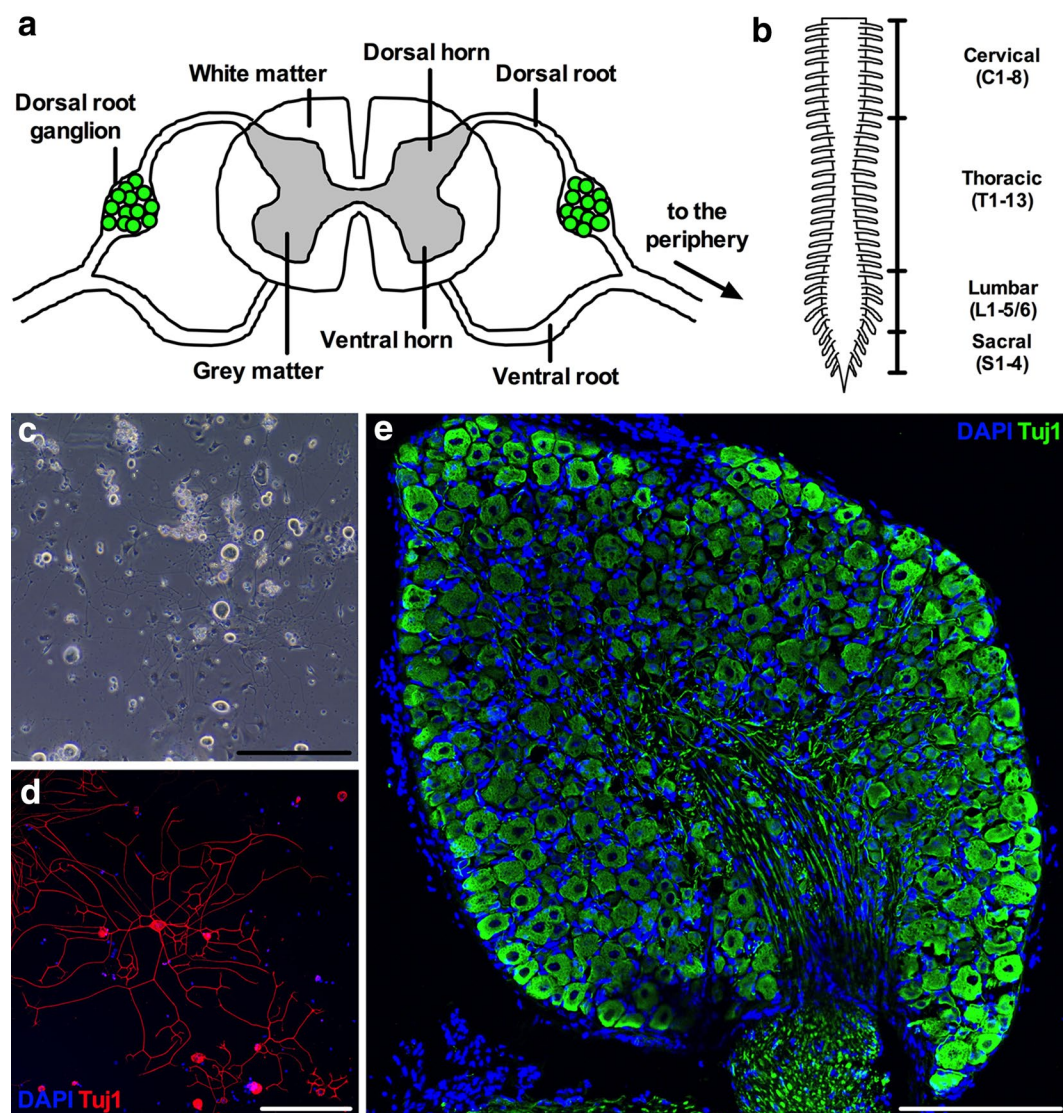 a
White matter
Dorsal horn
Dorsal root
Dorsal root
ganglion
to the
periphery
Ventral horn
Grey matter
Ventral root
b
Cervical
(C1-8)
Thoracic
(T1-13)
Lumbar
(L1-5/6)
Sacral
(S1-4)
c
d
DAPI Tuj1
e
DAPI Tuj1